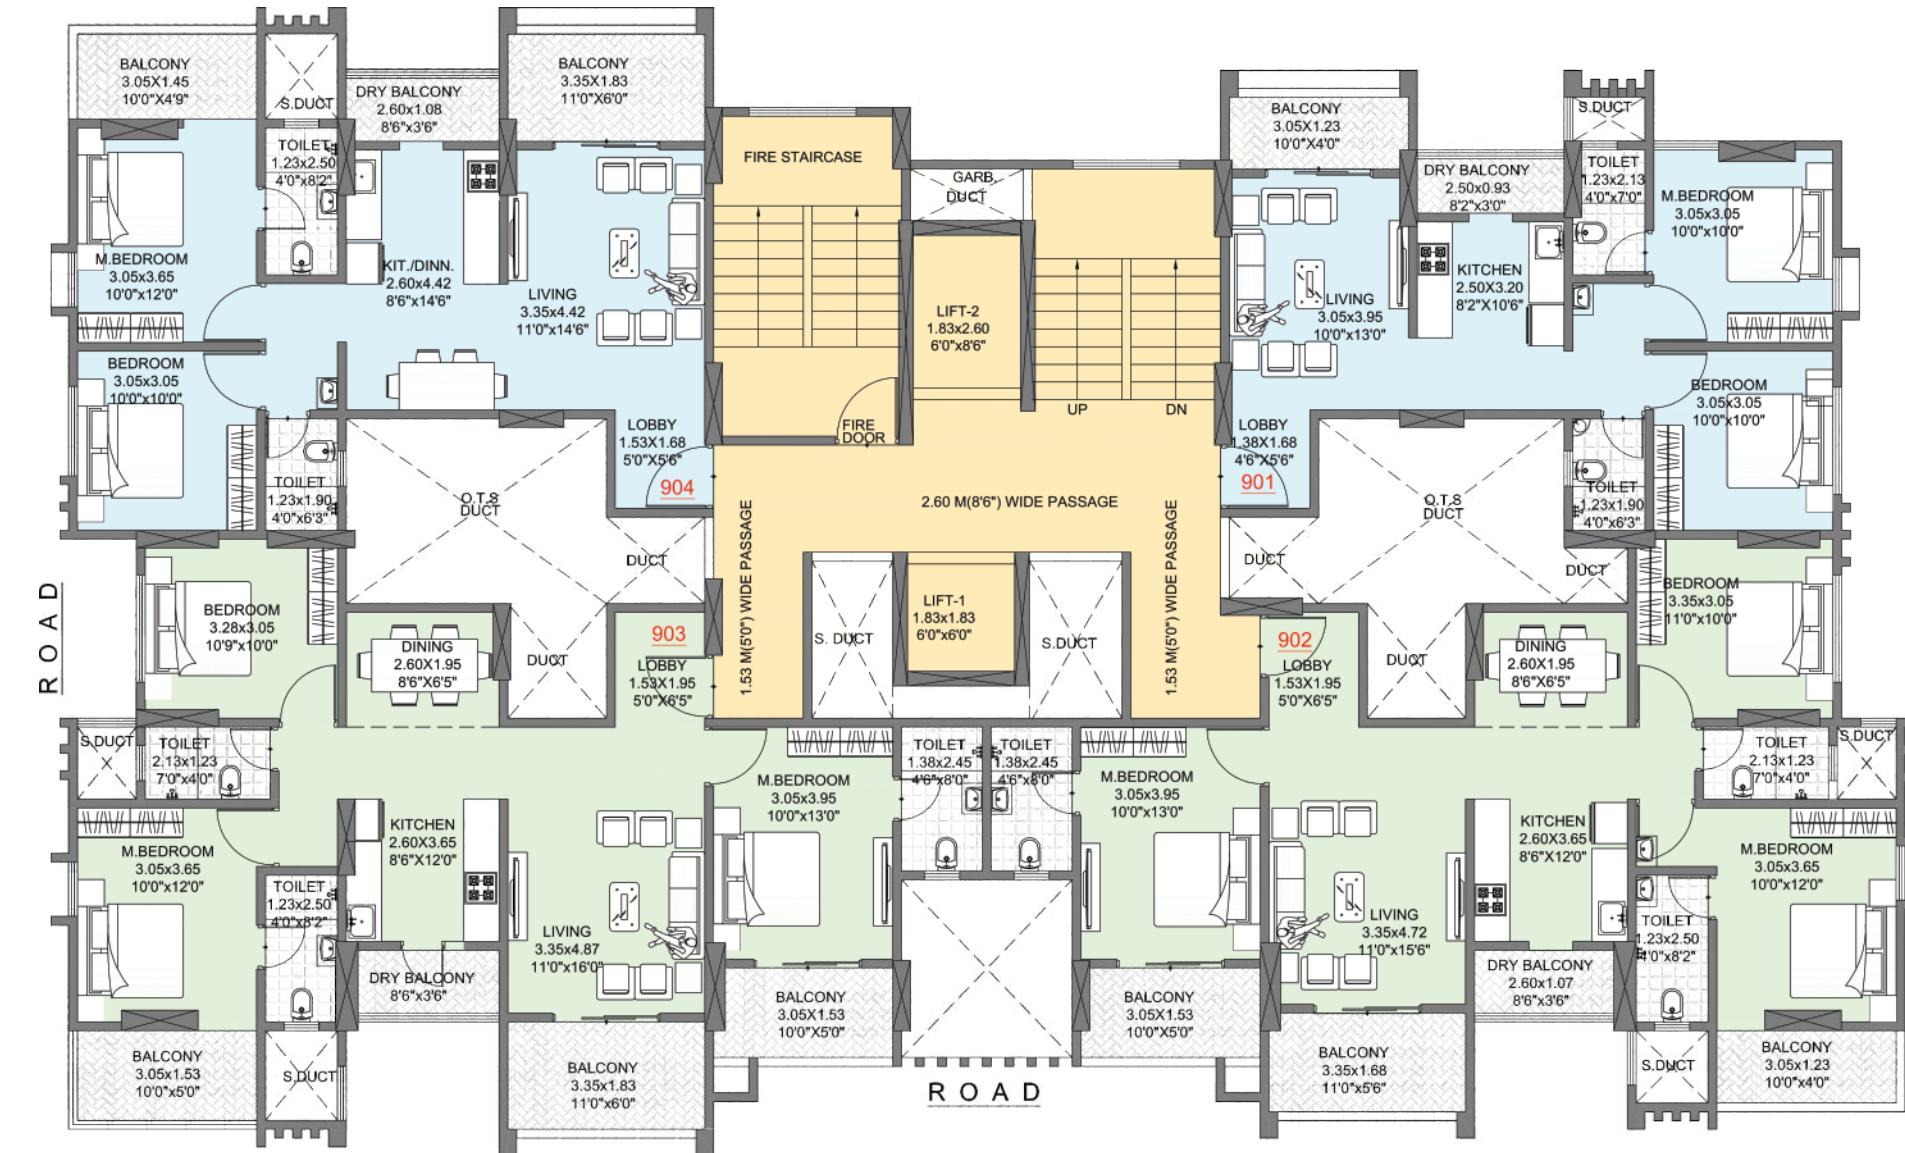 BALCONY
3.05X1.45
10'0"X4'9"
S.DUCT
DRY BALCONY
2.60x1.08
8'6"x3'6"
BALCONY
3.35X1.83
11'0"X6'0"
TOILET
1.23x2.50
4'0"x8'2"
M.BEDROOM
3.05x3.65
10'0"x12'0"
KIT./DINN.
2.60x4.42
8'6"x14'6"
LIVING
3.35x4.42
11'0"x14'6"
BEDROOM
3.05x3.05
10'0"x10'0"
TOILET
1.23x1.90
4'0"x6'3"
LOBBY
1.53X1.68
5'0"X5'6"
904
O.T.S
DUCT
DUCT
FIRE STAIRCASE
FIRE
DOOR
GARB.
DUCT
LIFT-2
1.83x2.60
6'0"x8'6"
UP
DN
2.60 M(8'6") WIDE PASSAGE
1.53 M(5'0") WIDE PASSAGE
1.53 M(5'0") WIDE PASSAGE
S. DUCT
LIFT-1
1.83x1.83
6'0"x6'0"
S.DUCT
BALCONY
3.05X1.23
10'0"X4'0"
DRY BALCONY
2.50x0.93
8'2"x3'0"
S.DUCT
TOILET
1.23x2.13
4'0"x7'0"
M.BEDROOM
3.05x3.05
10'0"x10'0"
LIVING
3.05x3.95
10'0"x13'0"
KITCHEN
2.50X3.20
8'2"X10'6"
BEDROOM
3.05x3.05
10'0"x10'0"
LOBBY
1.38X1.68
4'6"X5'6"
901
O.T.S
DUCT
TOILET
1.23x1.90
4'0"x6'3"
DUCT
DUCT
ROAD
BEDROOM
3.28x3.05
10'9"x10'0"
DINING
2.60X1.95
8'6"X6'5"
DUCT
903
LOBBY
1.53X1.95
5'0"X6'5"
S.DUCT
TOILET
2.13x1.23
7'0"x4'0"
M.BEDROOM
3.05x3.65
10'0"x12'0"
KITCHEN
2.60X3.65
8'6"X12'0"
TOILET
1.23x2.50
4'0"x8'2"
LIVING
3.35x4.87
11'0"x16'0"
M.BEDROOM
3.05x3.95
10'0"x13'0"
TOILET
1.38x2.45
4'6"x8'0"
DRY BALCONY
8'6"x3'6"
BALCONY
3.05X1.53
10'0"X5'0"
BALCONY
3.05x1.53
10'0"x5'0"
S.DUCT
BALCONY
3.35x1.83
11'0"x6'0"
902
LOBBY
1.53X1.95
5'0"X6'5"
DUCT
DINING
2.60X1.95
8'6"X6'5"
BEDROOM
3.35x3.05
11'0"x10'0"
TOILET
1.38x2.45
4'6"x8'0"
M.BEDROOM
3.05x3.95
10'0"x13'0"
TOILET
2.13x1.23
7'0"x4'0"
S.DUCT
KITCHEN
2.60X3.65
8'6"X12'0"
M.BEDROOM
3.05x3.65
10'0"x12'0"
LIVING
3.35x4.72
11'0"x15'6"
TOILET
1.23x2.50
4'0"x8'2"
DRY BALCONY
2.60x1.07
8'6"x3'6"
BALCONY
3.05X1.53
10'0"X5'0"
BALCONY
3.35x1.68
11'0"x5'6"
S.DUCT
BALCONY
3.05x1.23
10'0"x4'0"
ROAD